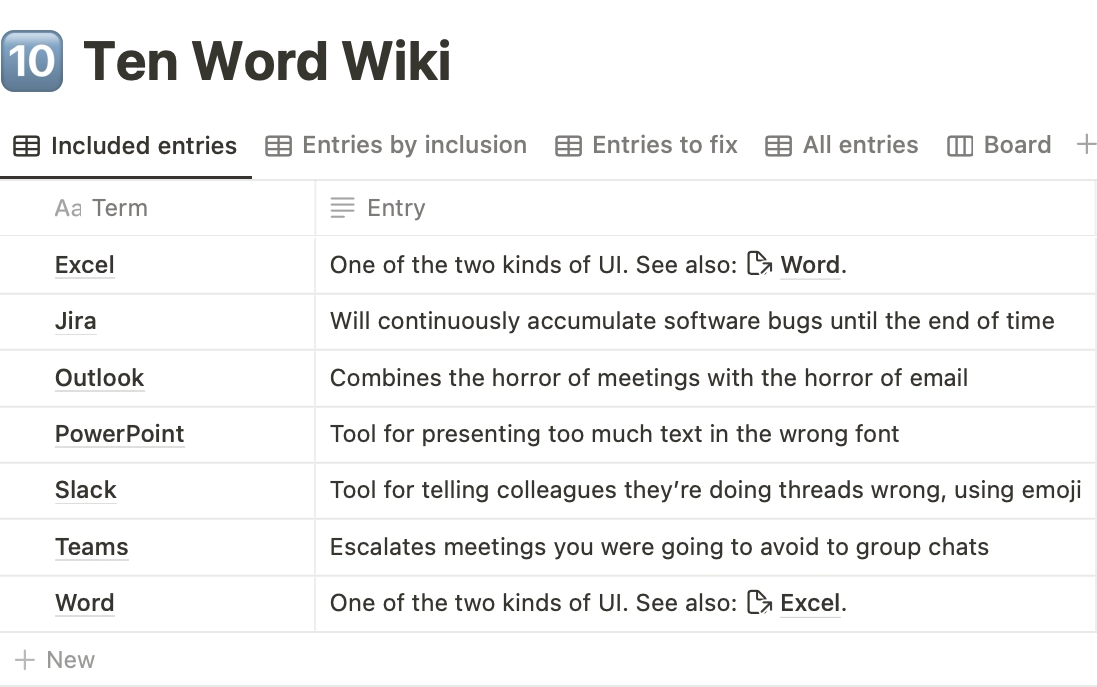 10 Ten Word Wiki
Included entries Entries by inclusion Entries to fix All entries Board
Aa Term Entry
Excel One of the two kinds of UI. See also: Word.
Jira Will continuously accumulate software bugs until the end of time
Outlook Combines the horror of meetings with the horror of email
PowerPoint Tool for presenting too much text in the wrong font
Slack Tool for telling colleagues they’re doing threads wrong, using emoji
Teams Escalates meetings you were going to avoid to group chats
Word One of the two kinds of UI. See also: Excel.
+ New